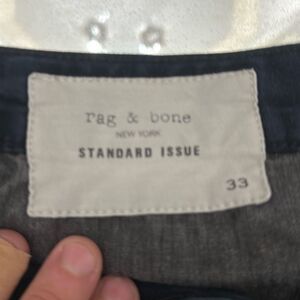 rag & bone
NEW YORK
STANDARD ISSUE
33